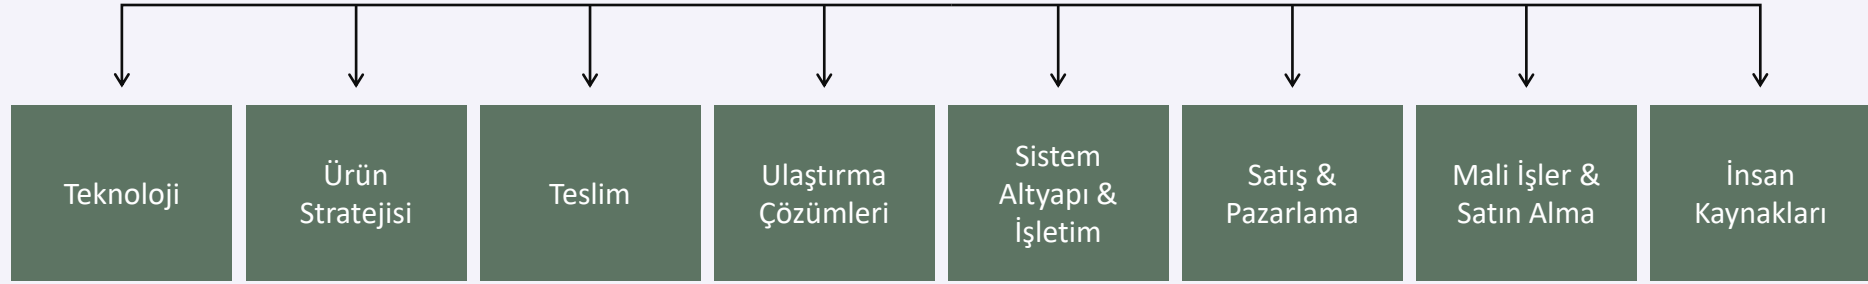 Teknoloji
Ürün
Stratejisi
Teslim
Ulaştırma
Çözümleri
Sistem
Altyapı &
İşletim
Satış &
Pazarlama
Mali İşler &
Satın Alma
İnsan
Kaynakları